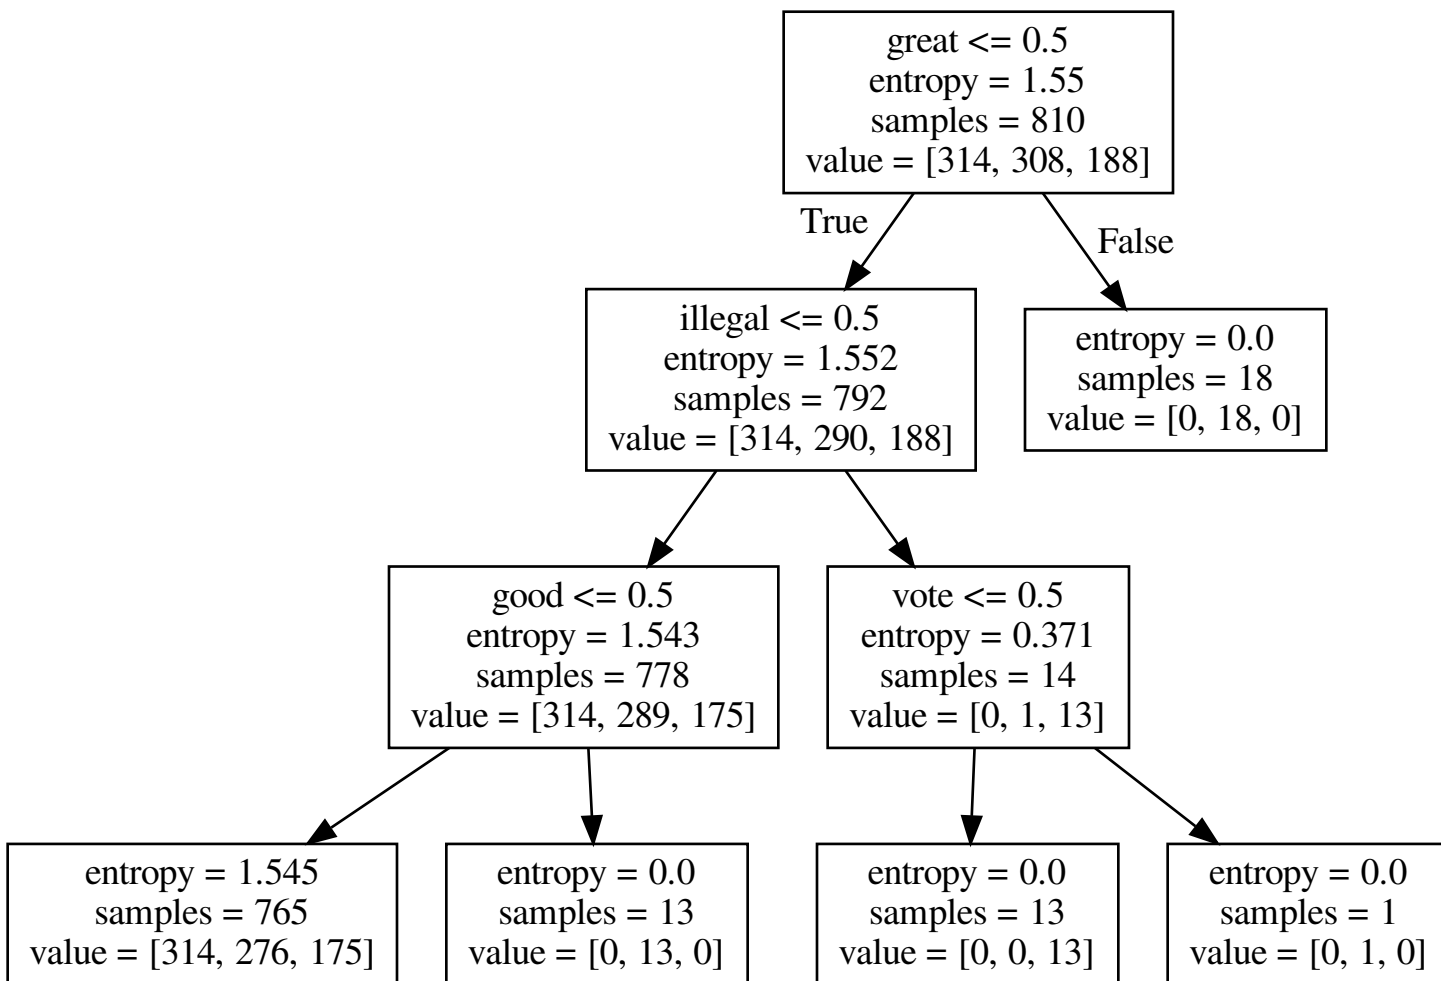 great <= 0.5
entropy = 1.55
samples = 810
value = [314, 308, 188]
True
False
illegal <= 0.5
entropy = 1.552
samples = 792
value = [314, 290, 188]
entropy = 0.0
samples = 18
value = [0, 18, 0]
good <= 0.5
entropy = 1.543
samples = 778
value = [314, 289, 175]
vote <= 0.5
entropy = 0.371
samples = 14
value = [0, 1, 13]
entropy = 1.545
samples = 765
value = [314, 276, 175]
entropy = 0.0
samples = 13
value = [0, 13, 0]
entropy = 0.0
samples = 13
value = [0, 0, 13]
entropy = 0.0
samples = 1
value = [0, 1, 0]